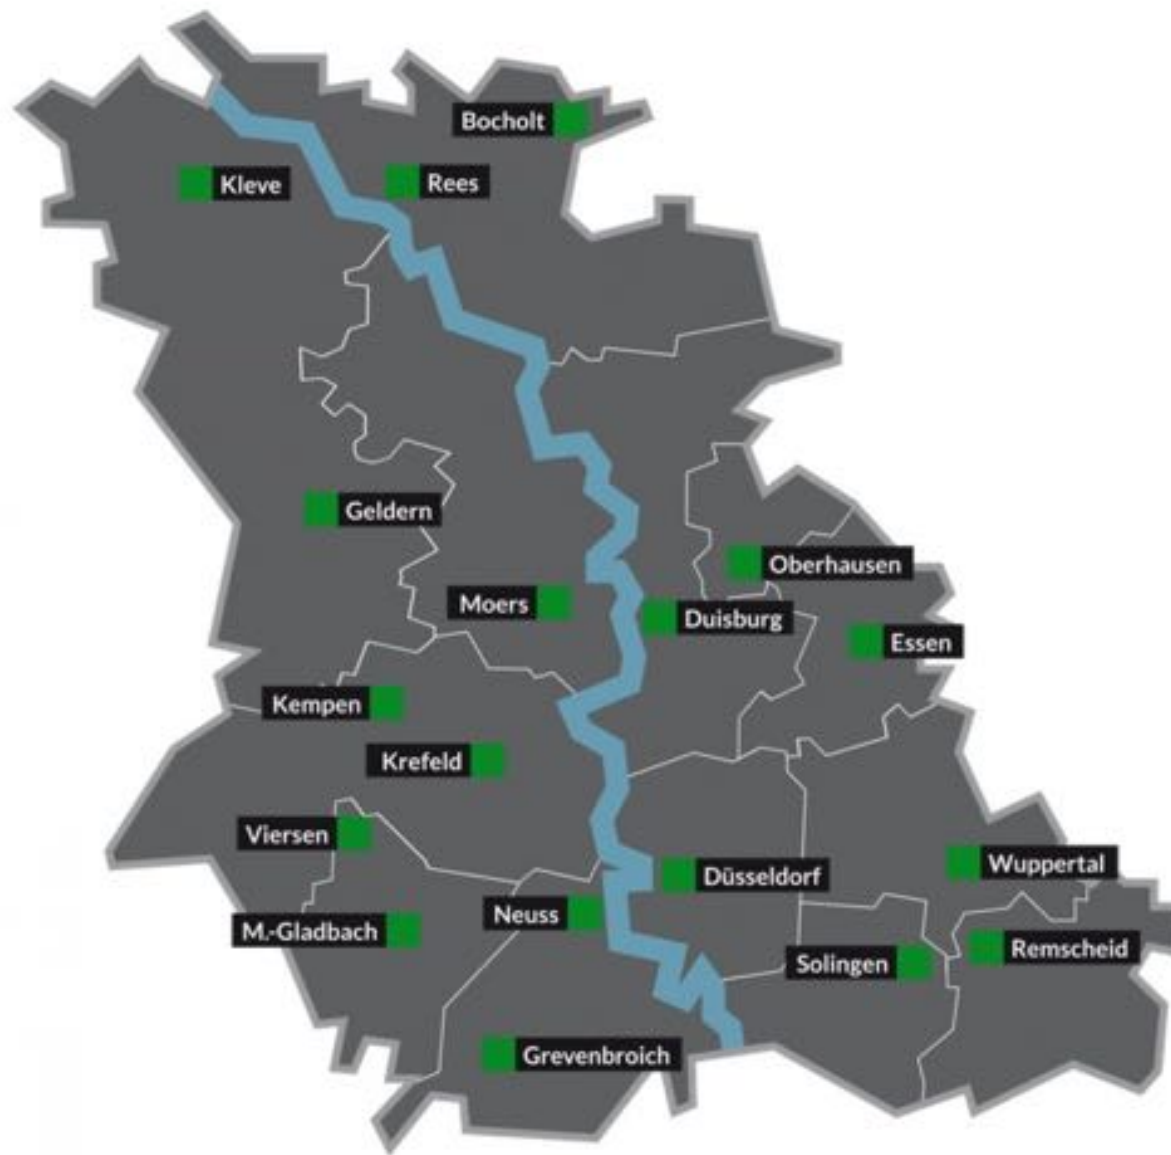 Bocholt
Kleve
Rees
Geldern
Oberhausen
Moers
Duisburg
Essen
Kempen
Krefeld
Viersen
Wuppertal
Düsseldorf
Neuss
M.-Gladbach
Remscheid
Solingen
Grevenbroich